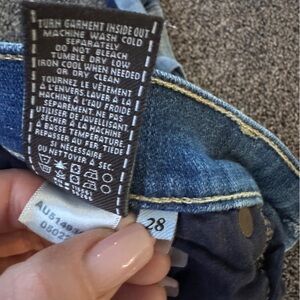 TURN GARMENT INSIDE OUT
MACHINE WASH COLD
SEPARATELY
DO NOT BLEACH
TUMBLE DRY LOW
IRON COOL WHEN NEEDED
OR DRY CLEAN
TOURNEZ LE VÊTEMENT
À L'ENVERS.LAVER À LA
MACHINE À L'EAU FROIDE
SÉPARÉMENT. NE PAS
UTILISER DE JAVELLISANT
SÉCHER À LA MACHINE À
BASSE TEMPÉRATURE
REPASSER AU FER TIÈDE
SI NÉCESSAIRE
OU NETTOYER À SEC
28